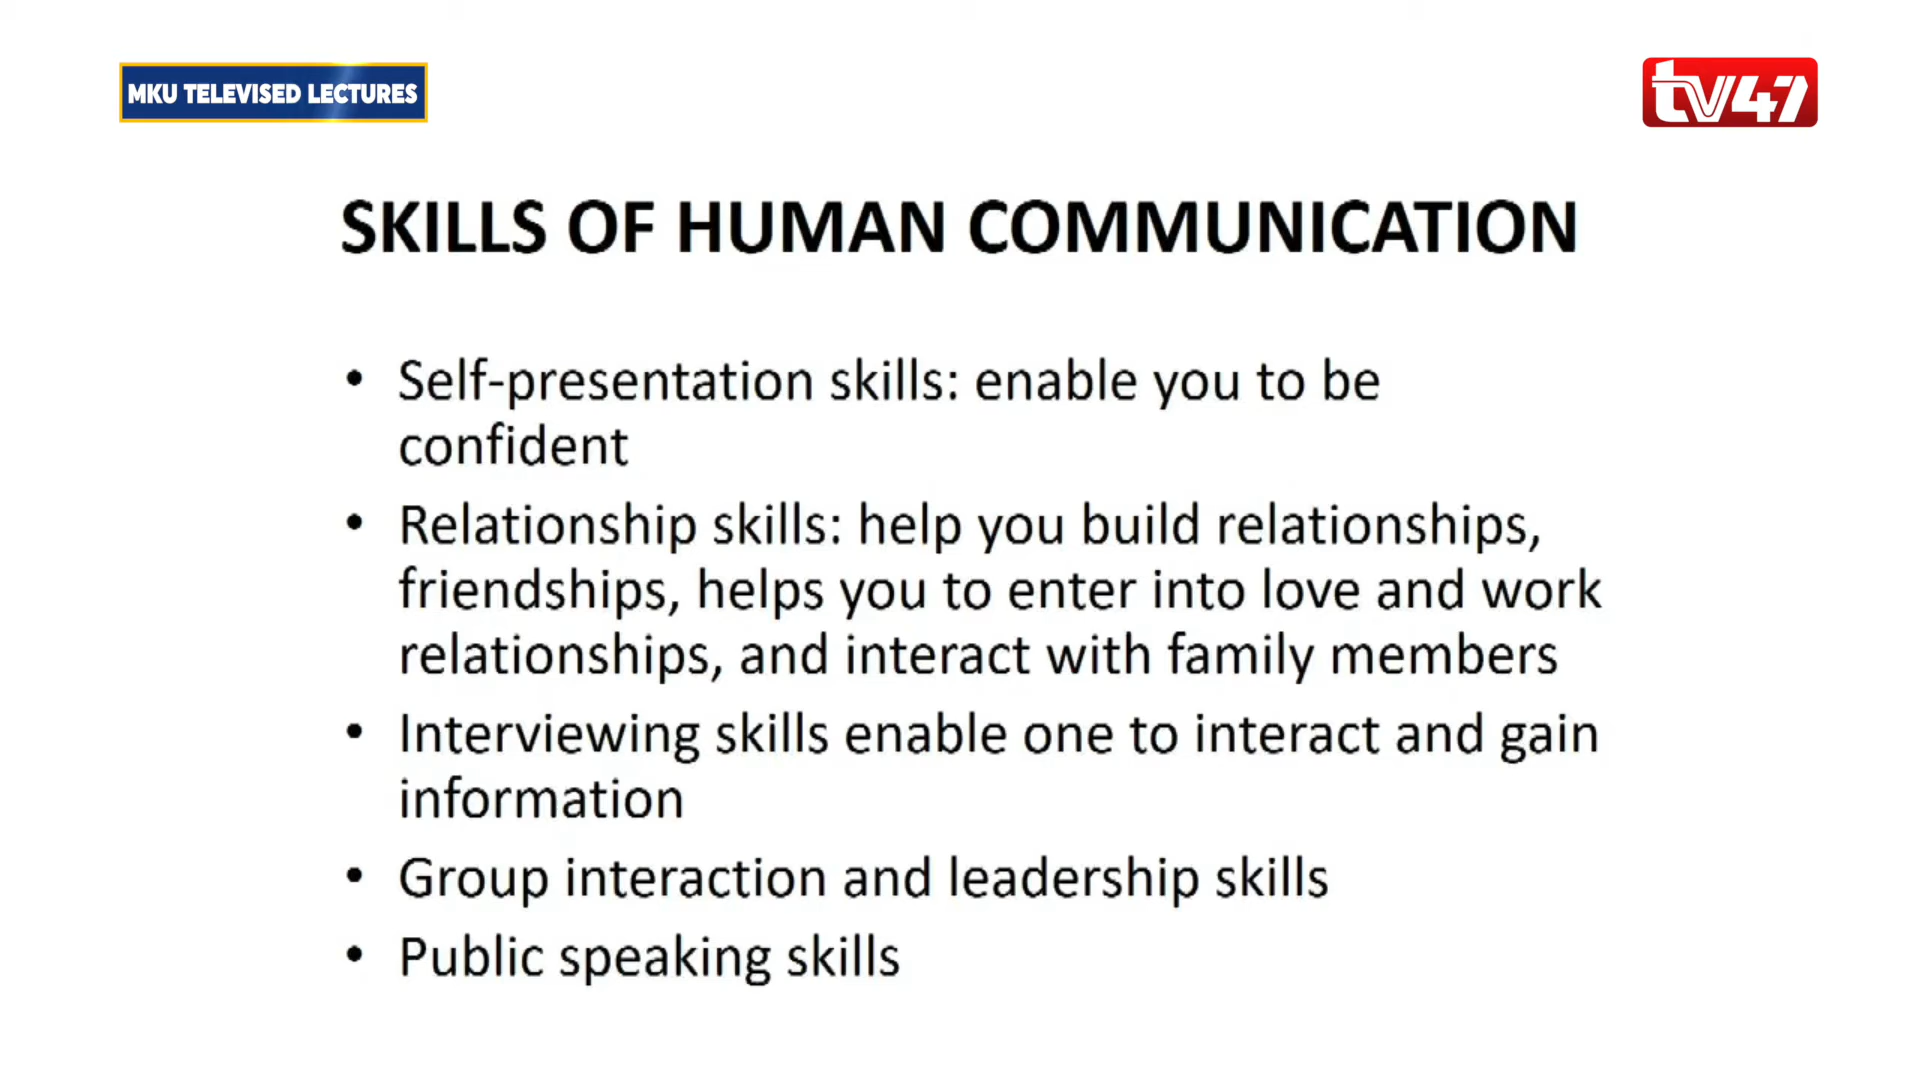 MKU TELEVISED LECTURES
tv47
SKILLS OF HUMAN COMMUNICATION
• Self-presentation skills: enable you to be
confident
• Relationship skills: help you build relationships,
friendships, helps you to enter into love and work
relationships, and interact with family members
• Interviewing skills enable one to interact and gain
information
• Group interaction and leadership skills
• Public speaking skills